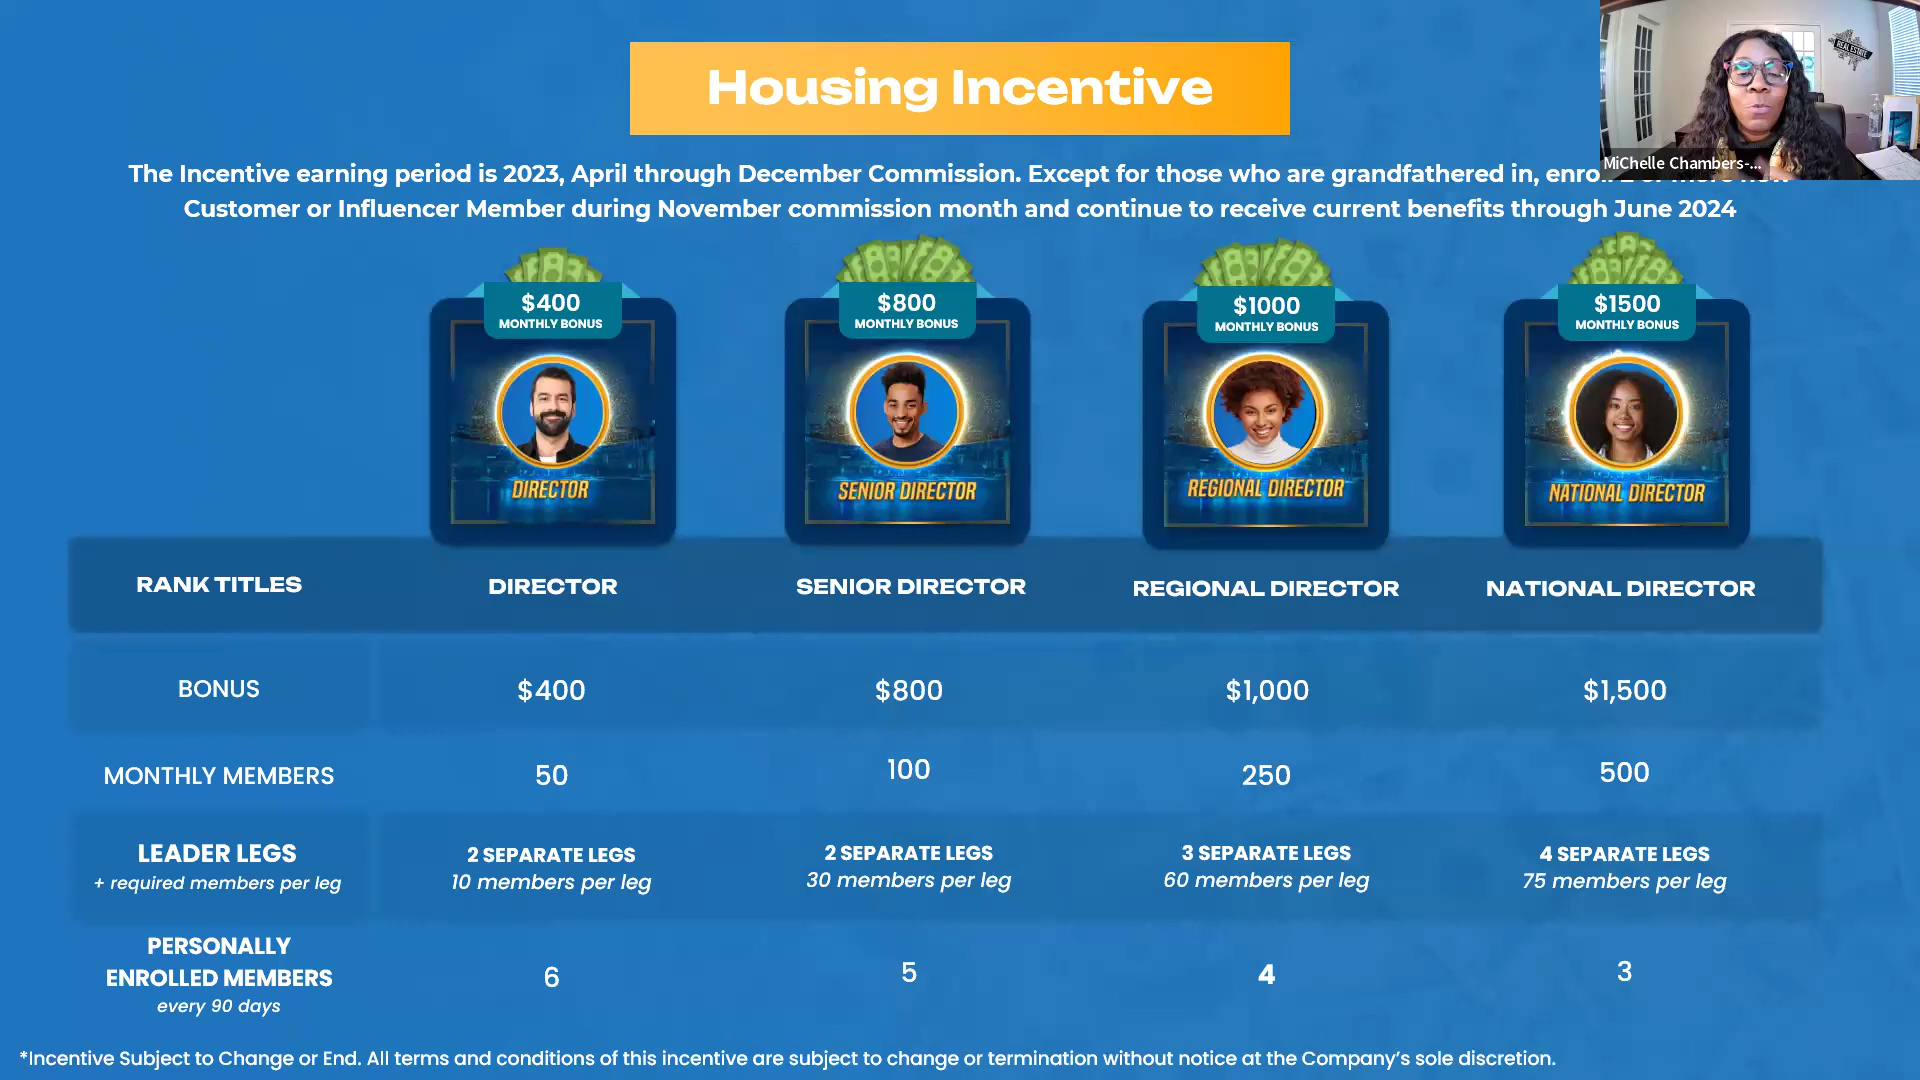 Housing Incentive
REAL ESTATE
MiChelle Chambers-...
The Incentive earning period is 2023, April through December Commission. Except for those who are grandfathered in,
Customer or Influencer Member during November commission month and continue to receive current benefits through June 2024
$400
MONTHLY BONUS
$800
MONTHLY BONUS
$1000
MONTHLY BONUS
$1500
MONTHLY BONUS
DIRECTOR
SENIOR DIRECTOR
REGIONAL DIRECTOR
NATIONAL DIRECTOR
RANK TITLES DIRECTOR SENIOR DIRECTOR REGIONAL DIRECTOR NATIONAL DIRECTOR
BONUS $400 $800 $1,000 $1,500
MONTHLY MEMBERS 50 100 250 500
LEADER LEGS 2 SEPARATE LEGS 2 SEPARATE LEGS 3 SEPARATE LEGS 4 SEPARATE LEGS
+ required members per leg 10 members per leg 30 members per leg 60 members per leg 75 members per leg
PERSONALLY
ENROLLED MEMBERS 6 5 4 3
every 90 days
*Incentive Subject to Change or End. All terms and conditions of this incentive are subject to change or termination without notice at the Company's sole discretion.